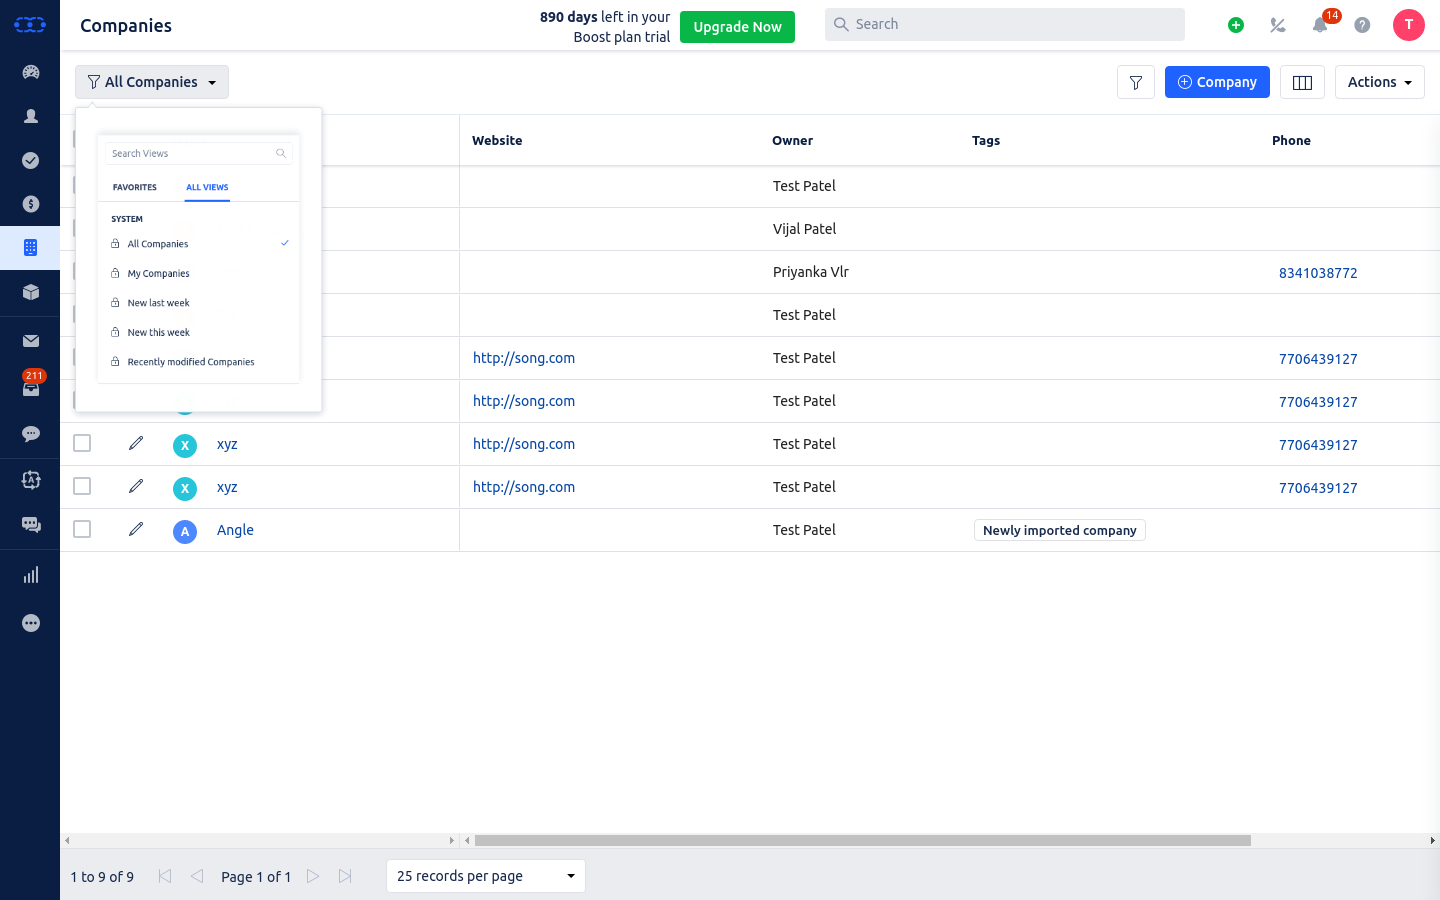 Companies
890 days left in your
Boost plan trial
Upgrade Now
Search
14
T
All Companies
Company
Actions
Search Views
FAVORITES
ALL VIEWS
SYSTEM
All Companies
My Companies
New last week
New this week
Recently modified Companies
Website
Owner
Tags
Phone
Test Patel
Vijal Patel
Priyanka Vlr
8341038772
Test Patel
http://song.com
Test Patel
7706439127
211
http://song.com
Test Patel
7706439127
X
xyz
http://song.com
Test Patel
7706439127
X
xyz
http://song.com
Test Patel
7706439127
A
Angle
Test Patel
Newly imported company
1 to 9 of 9
Page 1 of 1
25 records per page